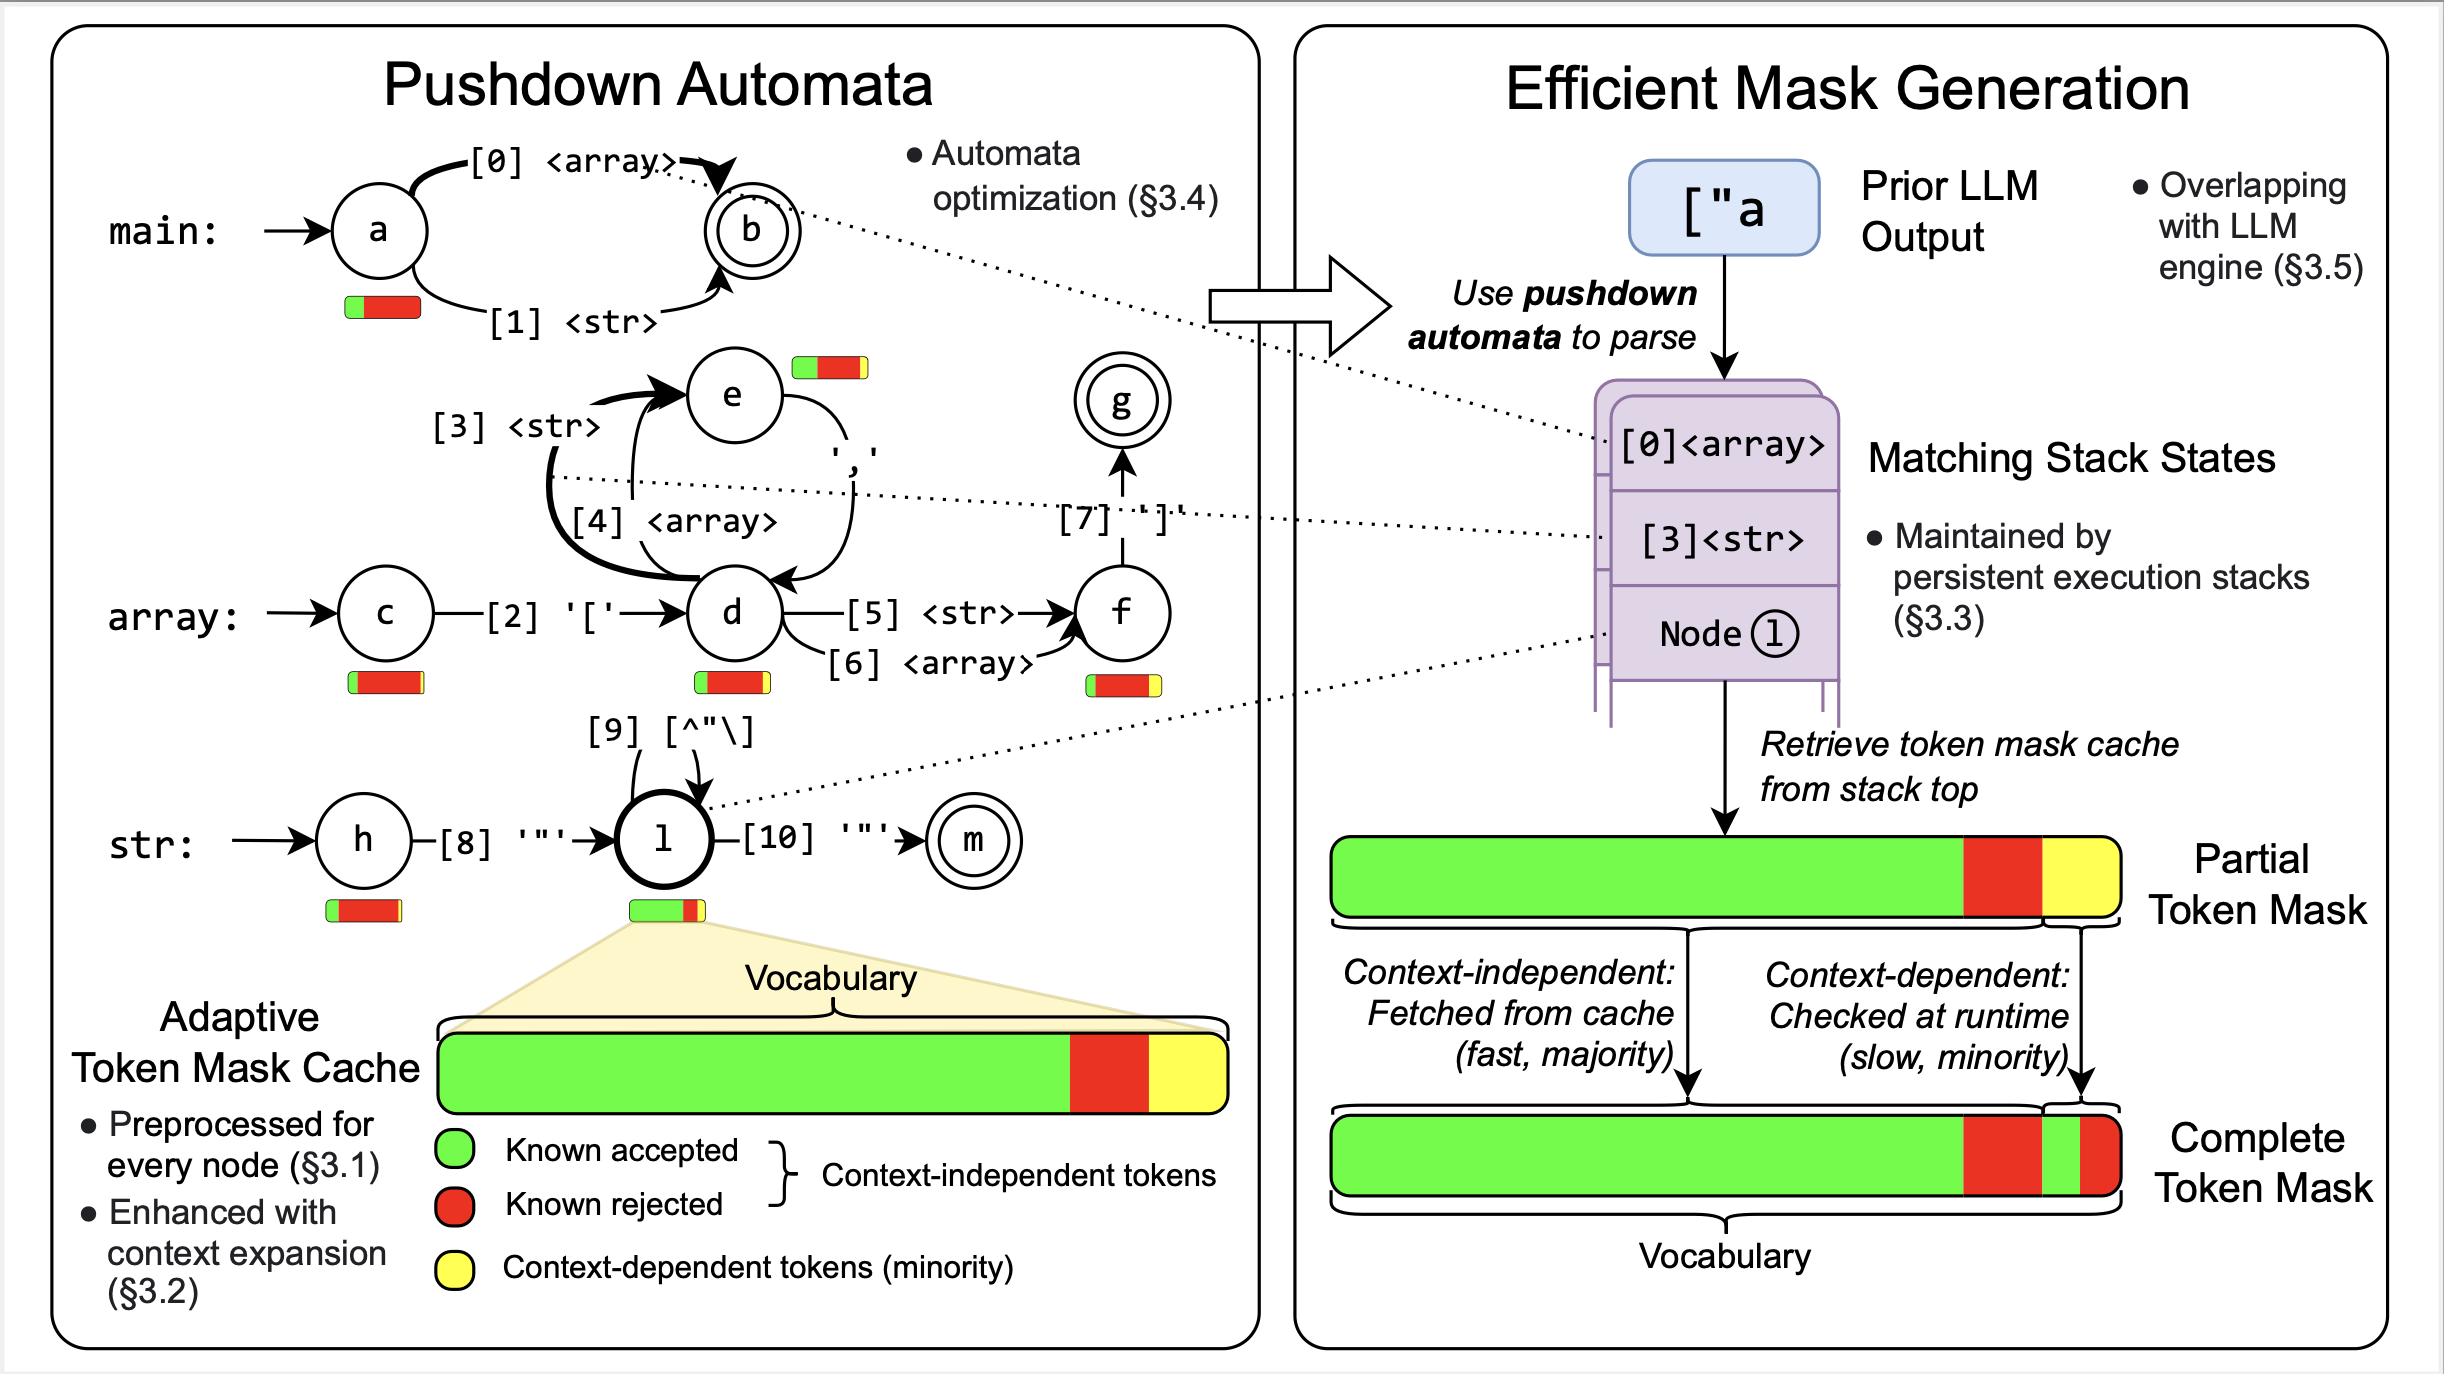 Pushdown Automata
● Automata
optimization (§3.4)
main:
a
[0] <array>
b
[1] <str>
e
[3] <str>
','
[4] <array>
g
[7] ']'
array:
c
[2] '['
d
[5] <str>
f
[6] <array>
[9] [^"\]
str:
h
[8] '"'
l
[10] '"'
m
Vocabulary
Adaptive
Token Mask Cache
● Preprocessed for
every node (§3.1)
● Enhanced with
context expansion
(§3.2)
Known accepted
Known rejected
Context-independent tokens
Context-dependent tokens (minority)
Efficient Mask Generation
["a
Prior LLM
Output
● Overlapping
with LLM
engine (§3.5)
Use pushdown
automata to parse
[0]<array>
[3]<str>
Node l
Matching Stack States
● Maintained by
persistent execution stacks
(§3.3)
Retrieve token mask cache
from stack top
Partial
Token Mask
Context-independent:
Fetched from cache
(fast, majority)
Context-dependent:
Checked at runtime
(slow, minority)
Complete
Token Mask
Vocabulary